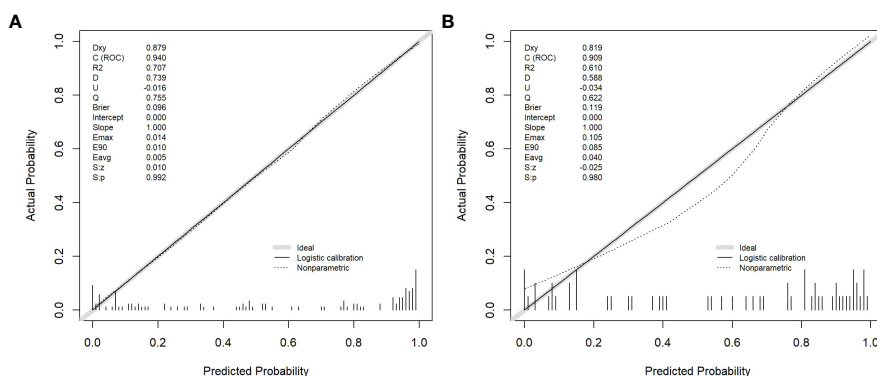 A
Dxy 0.879
C (ROC) 0.940
R2 0.707
D 0.739
U -0.016
Q 0.755
Brier 0.096
Intercept 0.000
Slope 1.000
Emax 0.014
E90 0.010
Eavg 0.005
S:z 0.010
S:p 0.992
Actual Probability
1.0
0.8
0.6
0.4
0.2
0.0
Ideal
Logistic calibration
Nonparametric
0.0 0.2 0.4 0.6 0.8 1.0
Predicted Probability
B
Dxy 0.819
C (ROC) 0.909
R2 0.610
D 0.588
U -0.034
Q 0.622
Brier 0.119
Intercept 0.000
Slope 1.000
Emax 0.105
E90 0.085
Eavg 0.040
S:z -0.025
S:p 0.980
Actual Probability
1.0
0.8
0.6
0.4
0.2
0.0
Ideal
Logistic calibration
Nonparametric
0.0 0.2 0.4 0.6 0.8 1.0
Predicted Probability